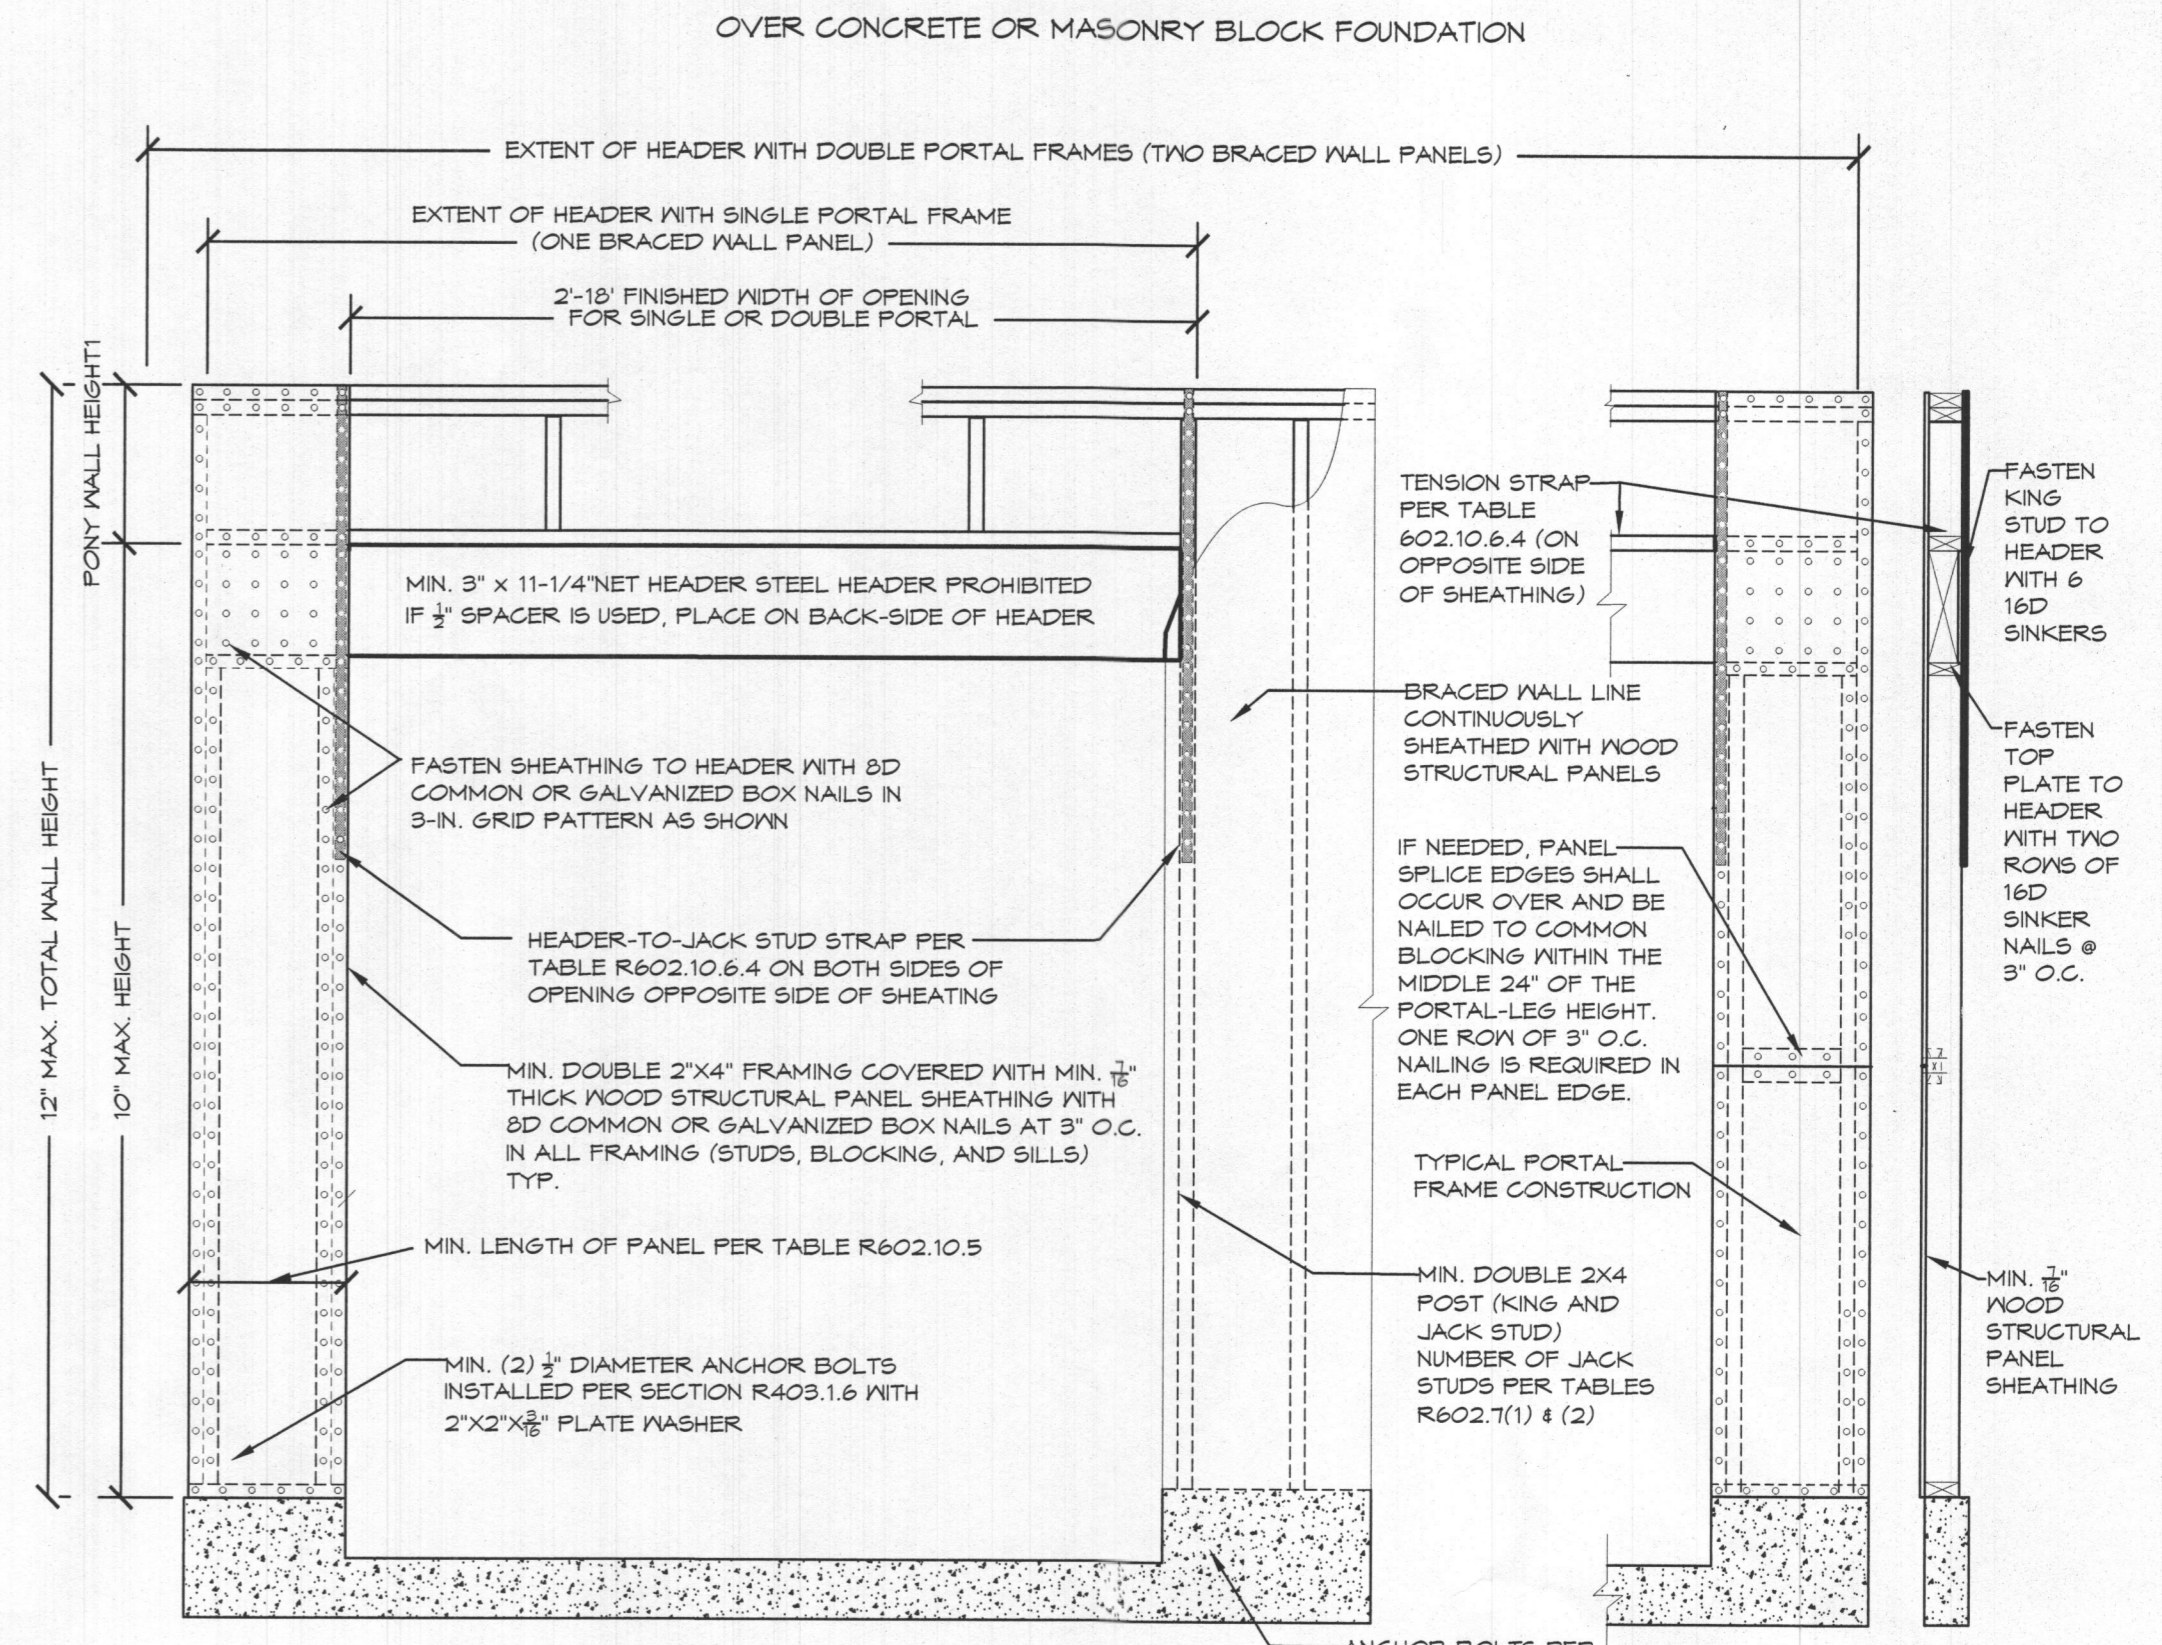 OVER CONCRETE OR MASONRY BLOCK FOUNDATION
EXTENT OF HEADER WITH DOUBLE PORTAL FRAMES (TWO BRACED WALL PANELS)
EXTENT OF HEADER WITH SINGLE PORTAL FRAME
(ONE BRACED WALL PANEL)
2'-18' FINISHED WIDTH OF OPENING
FOR SINGLE OR DOUBLE PORTAL
PONY WALL HEIGHT1
12" MAX. TOTAL WALL HEIGHT
10" MAX. HEIGHT
MIN. 3" x 11-1/4"NET HEADER STEEL HEADER PROHIBITED
IF 1/2" SPACER IS USED, PLACE ON BACK-SIDE OF HEADER
FASTEN SHEATHING TO HEADER WITH 8D
COMMON OR GALVANIZED BOX NAILS IN
3-IN. GRID PATTERN AS SHOWN
HEADER-TO-JACK STUD STRAP PER
TABLE R602.10.6.4 ON BOTH SIDES OF
OPENING OPPOSITE SIDE OF SHEATING
MIN. DOUBLE 2"X4" FRAMING COVERED WITH MIN. 7/16"
THICK WOOD STRUCTURAL PANEL SHEATHING WITH
8D COMMON OR GALVANIZED BOX NAILS AT 3" O.C.
IN ALL FRAMING (STUDS, BLOCKING, AND SILLS)
TYP.
MIN. LENGTH OF PANEL PER TABLE R602.10.5
MIN. (2) 1/2" DIAMETER ANCHOR BOLTS
INSTALLED PER SECTION R403.1.6 WITH
2"X2"X3/16" PLATE WASHER
TENSION STRAP
PER TABLE
602.10.6.4 (ON
OPPOSITE SIDE
OF SHEATHING)
BRACED WALL LINE
CONTINUOUSLY
SHEATHED WITH WOOD
STRUCTURAL PANELS
IF NEEDED, PANEL
SPLICE EDGES SHALL
OCCUR OVER AND BE
NAILED TO COMMON
BLOCKING WITHIN THE
MIDDLE 24" OF THE
PORTAL-LEG HEIGHT.
ONE ROW OF 3" O.C.
NAILING IS REQUIRED IN
EACH PANEL EDGE.
TYPICAL PORTAL
FRAME CONSTRUCTION
MIN. DOUBLE 2X4
POST (KING AND
JACK STUD)
NUMBER OF JACK
STUDS PER TABLES
R602.7(1) & (2)
FASTEN
KING
STUD TO
HEADER
WITH 6
16D
SINKERS
FASTEN
TOP
PLATE TO
HEADER
WITH TWO
ROWS OF
16D
SINKER
NAILS @
3" O.C.
MIN. 7/16"
WOOD
STRUCTURAL
PANEL
SHEATHING
ANCHOR BOLTS PER